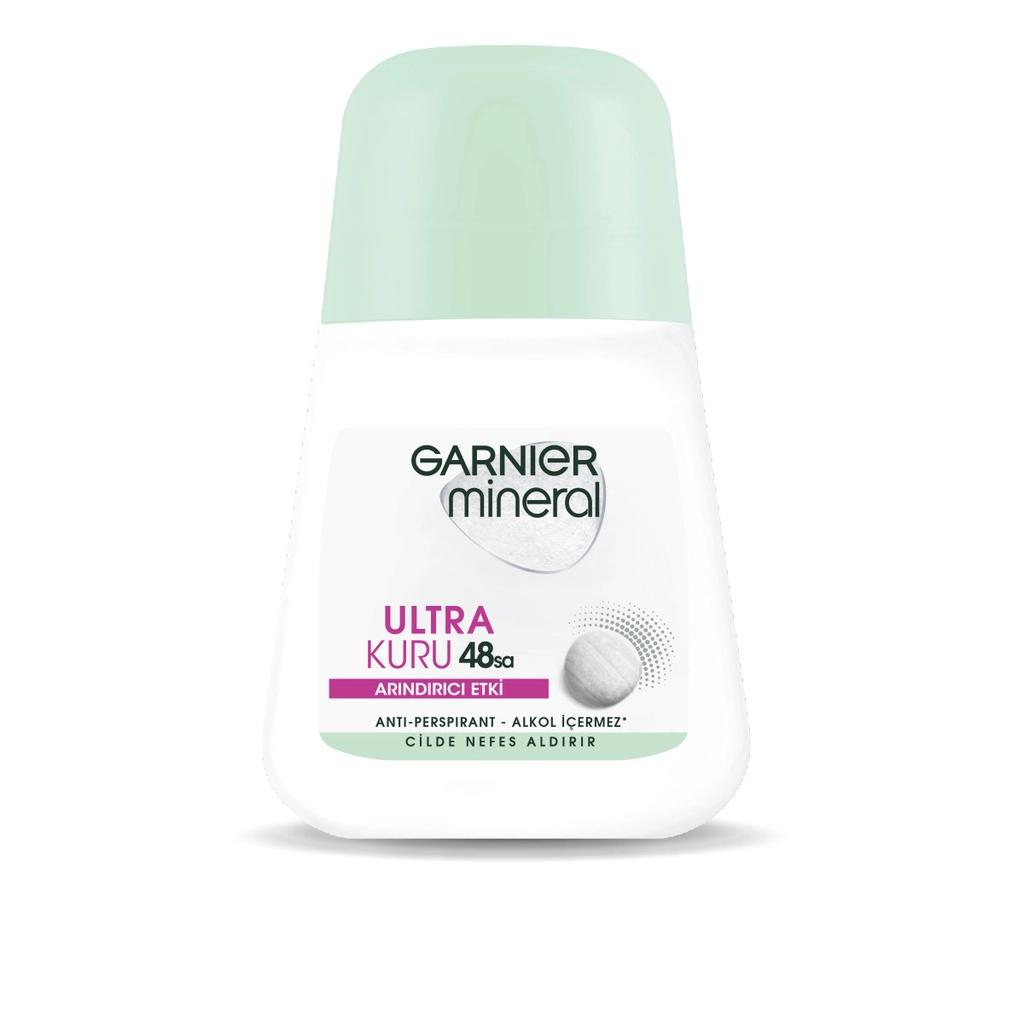 GARNIER
mineral
ULTRA
KURU 48sa
ARINDIRICI ETKİ
ANTI-PERSPIRANT - ALKOL İÇERMEZ*
CİLDE NEFES ALDIRIR